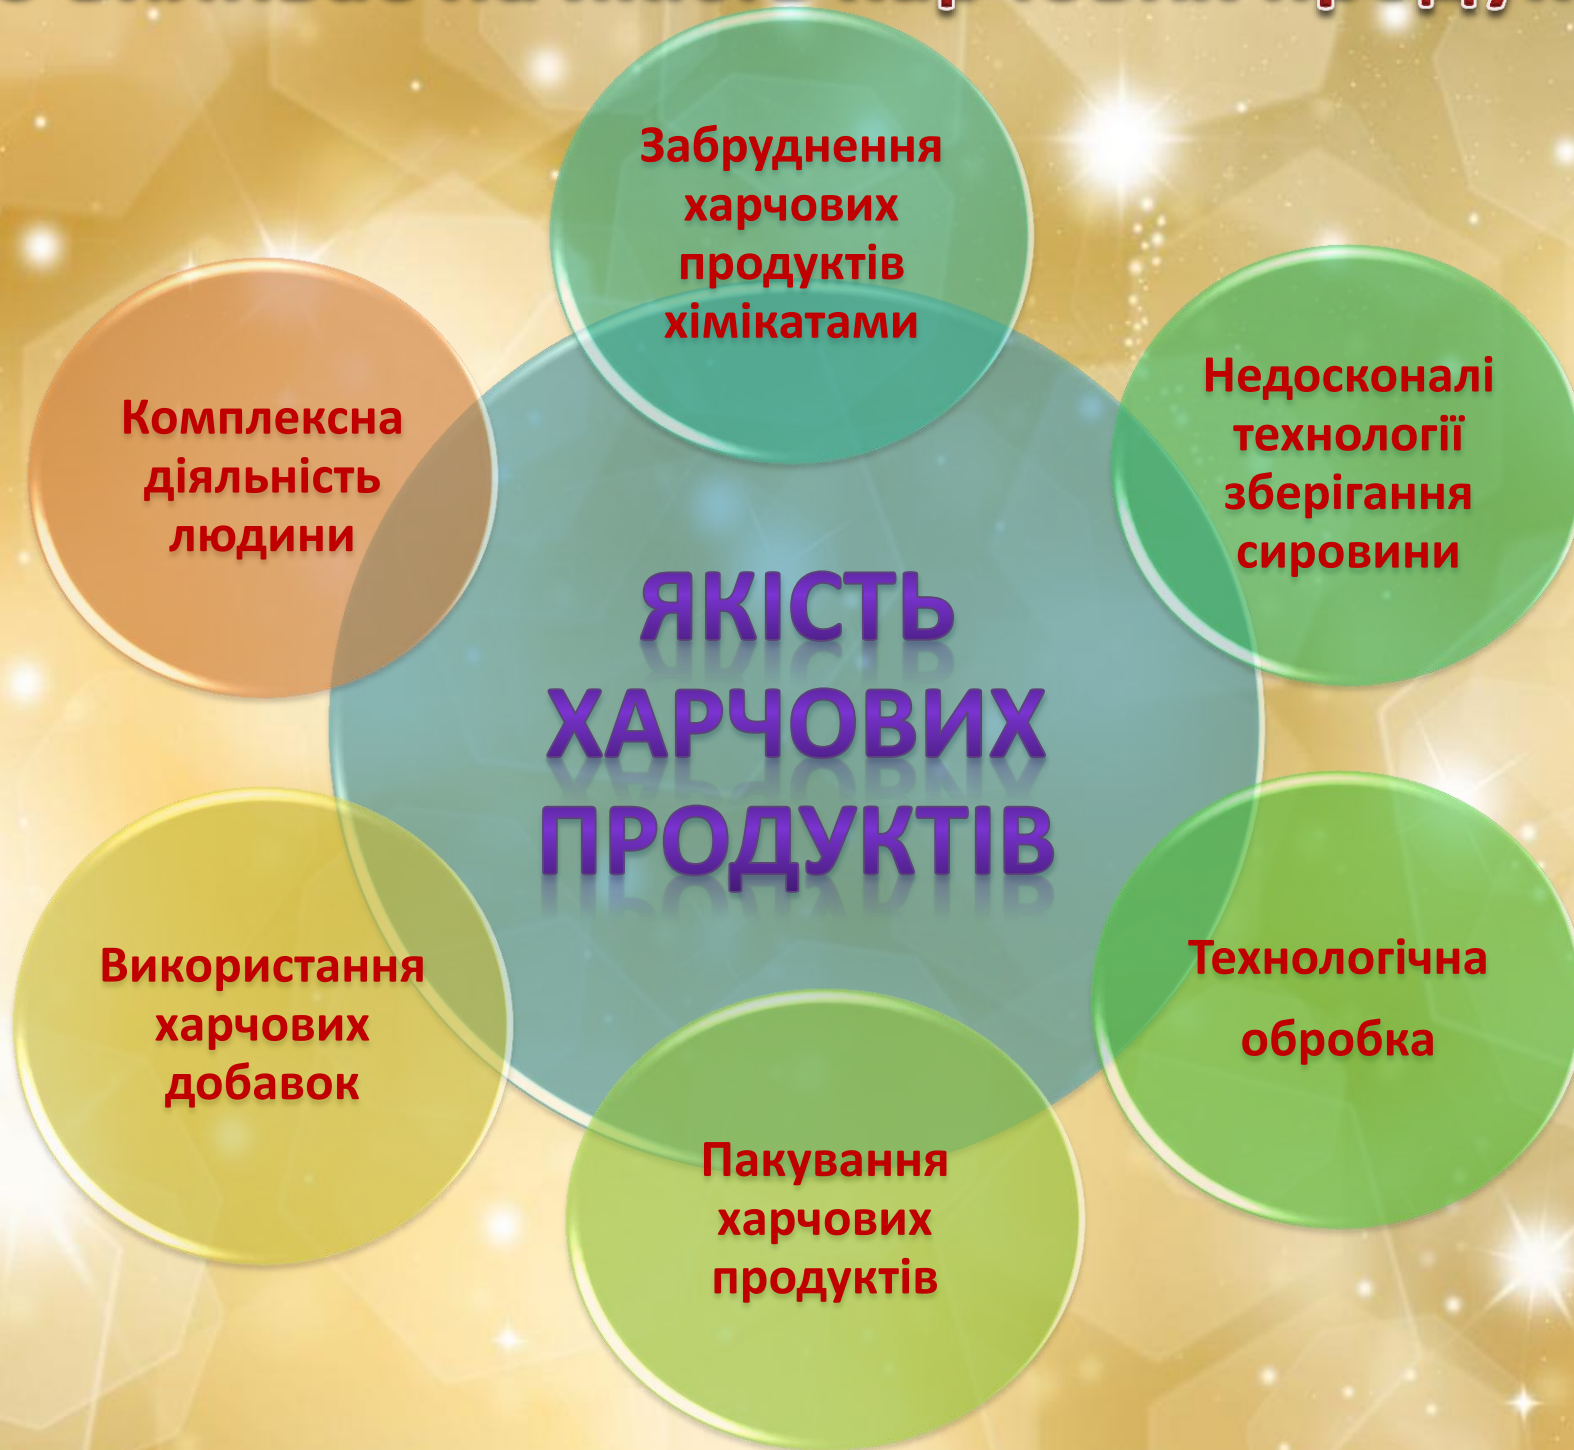 Забруднення
харчових
продуктів
хімікатами
Недосконалі
технології
зберігання
сировини
Технологічна
обробка
Пакування
харчових
продуктів
Використання
харчових
добавок
Комплексна
діяльність
людини
ЯКІСТЬ
ХАРЧОВИХ
ПРОДУКТІВ